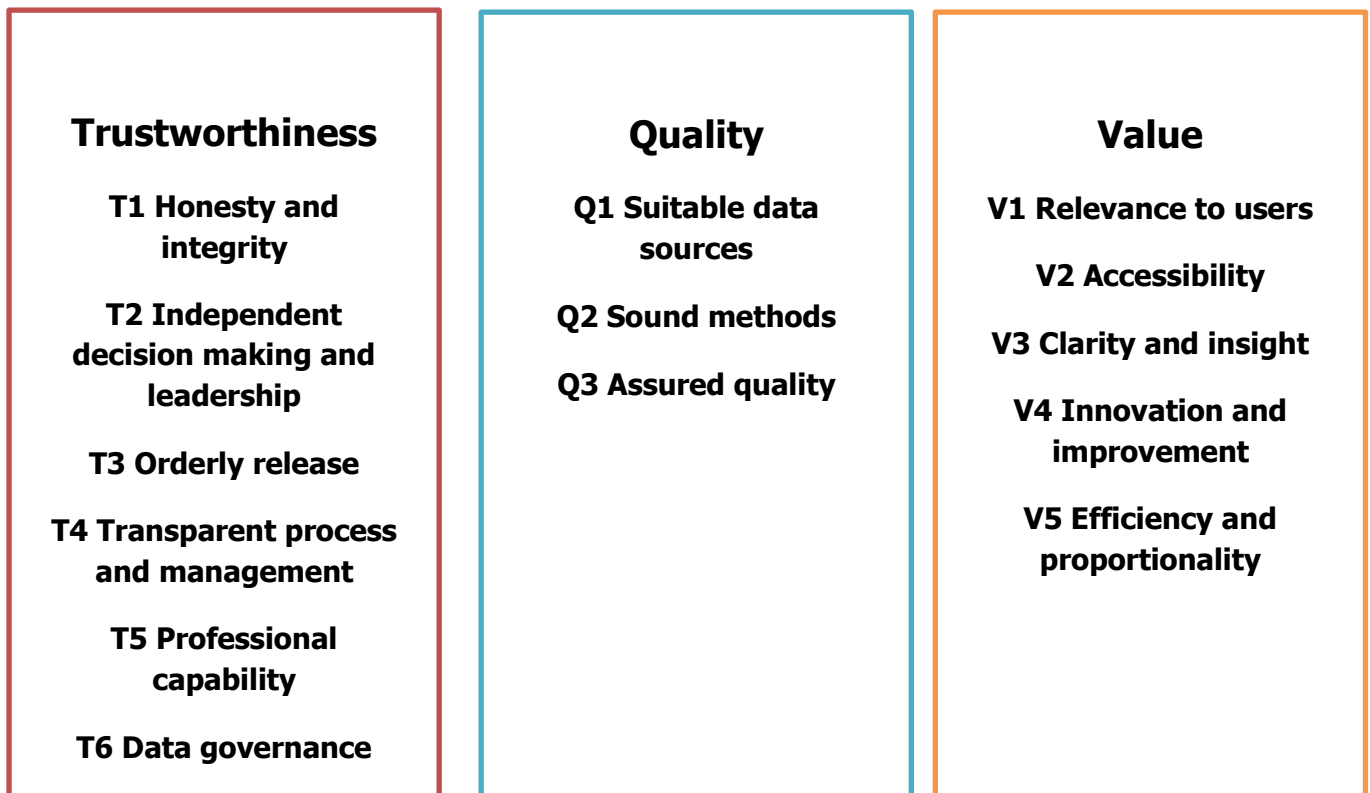 Trustworthiness
T1 Honesty and
integrity
T2 Independent
decision making and
leadership
T3 Orderly release
T4 Transparent process
and management
T5 Professional
capability
T6 Data governance
Quality
Q1 Suitable data
sources
Q2 Sound methods
Q3 Assured quality
Value
V1 Relevance to users
V2 Accessibility
V3 Clarity and insight
V4 Innovation and
improvement
V5 Efficiency and
proportionality